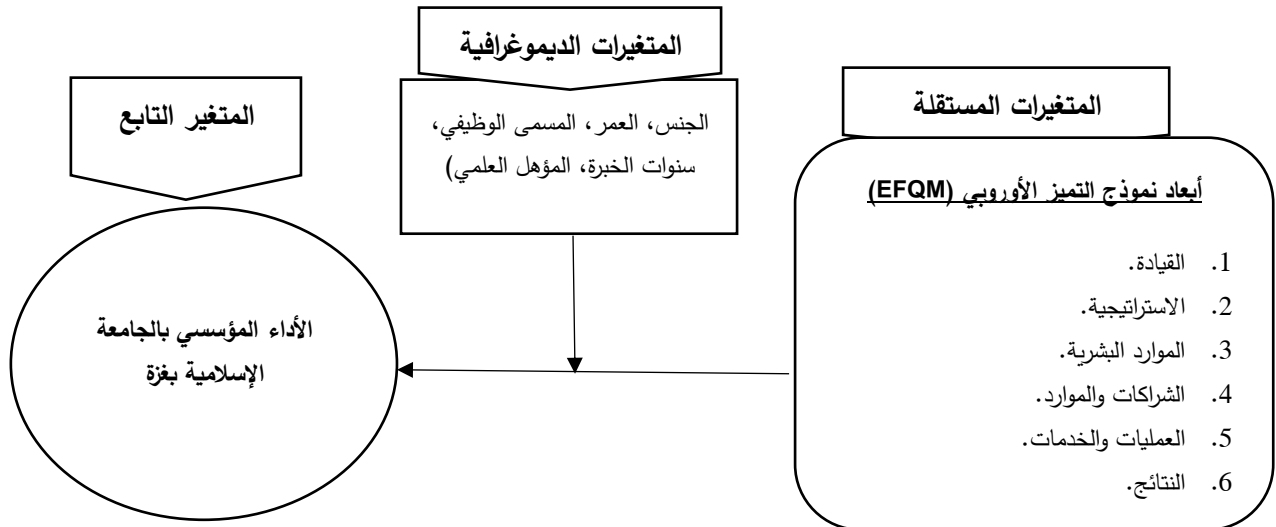 المتغيرات المستقلة
أبعاد نموذج التميز الأوروبي (EFQM)
1. القيادة.
2. الاستراتيجية.
3. الموارد البشرية.
4. الشراكات والموارد.
5. العمليات والخدمات.
6. النتائج.
المتغيرات الديموغرافية
الجنس، العمر، المسمى الوظيفي،
سنوات الخبرة، المؤهل العلمي)
المتغير التابع
الأداء المؤسسي بالجامعة
الإسلامية بغزة